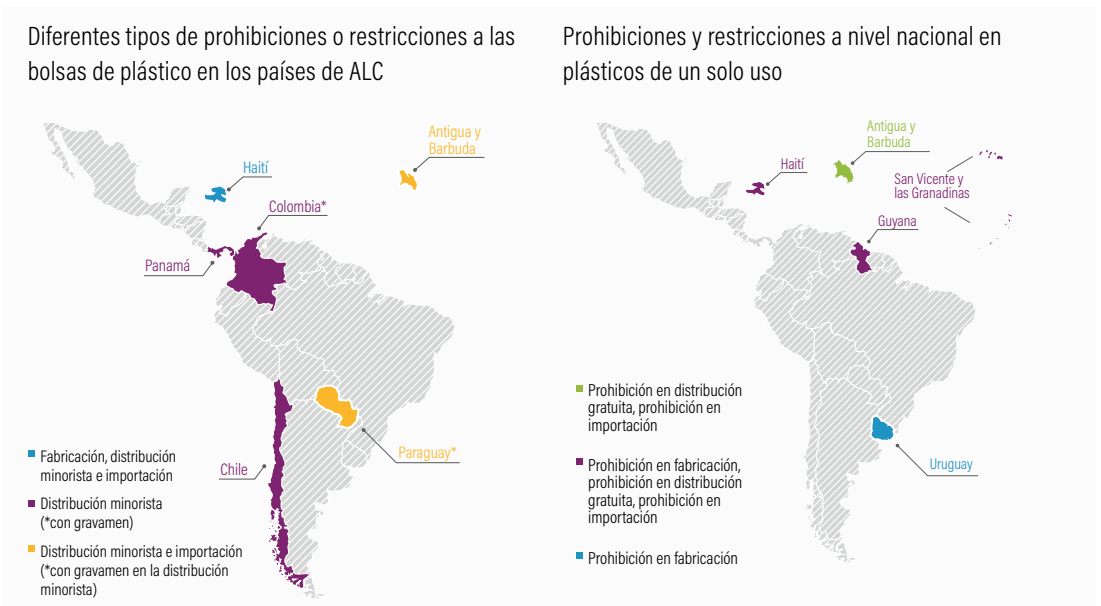 Diferentes tipos de prohibiciones o restricciones a las
bolsas de plástico en los países de ALC
Antigua y
Barbuda
Haití
Colombia*
Panamá
Chile
Paraguay*
Fabricación, distribución
minorista e importación
Distribución minorista
(*con gravamen)
Distribución minorista e importación
(*con gravamen en la distribución
minorista)
Prohibiciones y restricciones a nivel nacional en
plásticos de un solo uso
Antigua y
Barbuda
Haití
San Vicente y
las Granadinas
Guyana
Uruguay
Prohibición en distribución
gratuita, prohibición en
importación
Prohibición en fabricación,
prohibición en distribución
gratuita, prohibición en
importación
Prohibición en fabricación